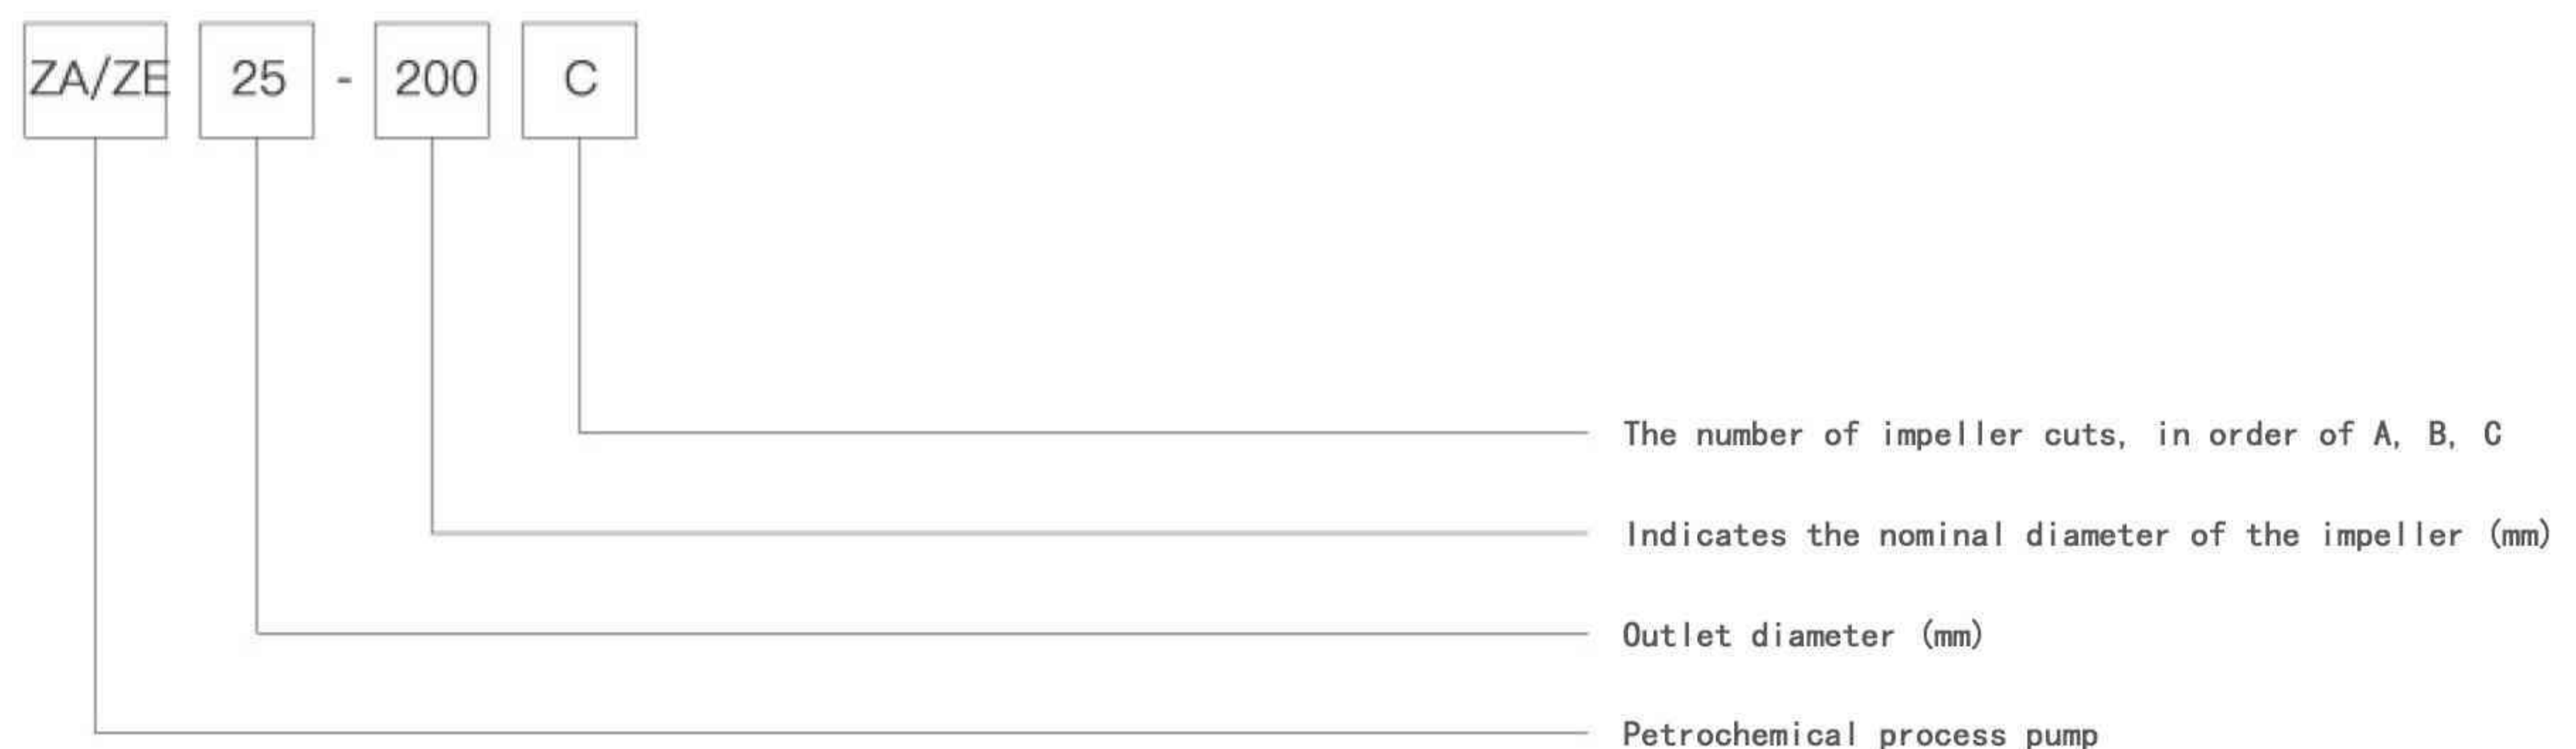 ZA/ZE 25 - 200 C
The number of impeller cuts, in order of A, B, C
Indicates the nominal diameter of the impeller (mm)
Outlet diameter (mm)
Petrochemical process pump